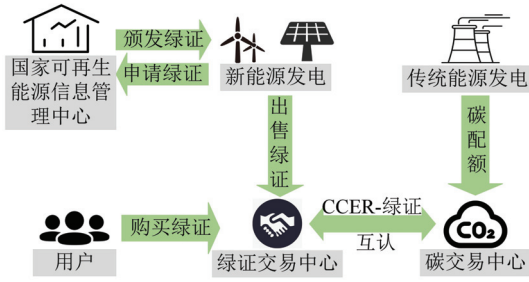 颁发绿证
申请绿证
国家可再生
能源信息管
理中心
新能源发电
传统能源发电
出售绿证
碳配额
购买绿证
CCER-绿证
互认
CO₂
用户
绿证交易中心
碳交易中心